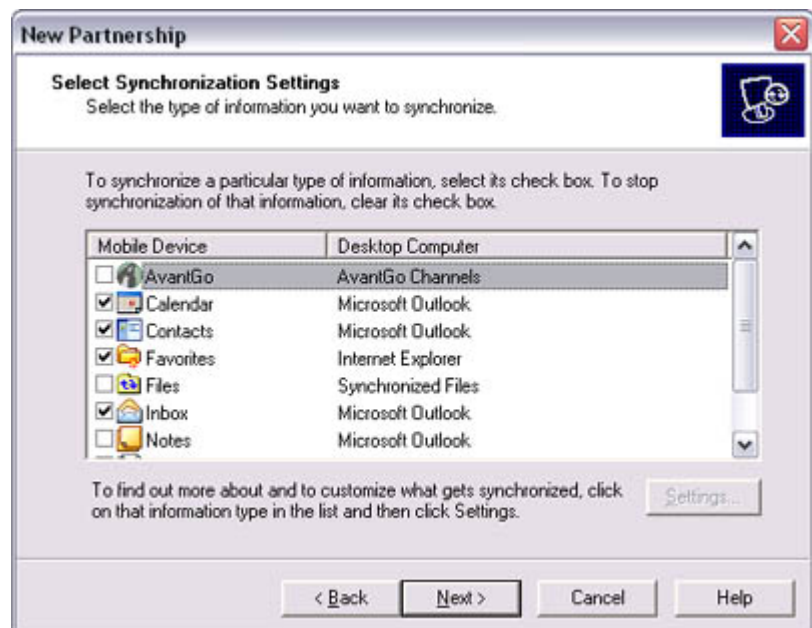 New Partnership
Select Synchronization Settings
Select the type of information you want to synchronize.
To synchronize a particular type of information, select its check box. To stop
synchronization of that information, clear its check box.
Mobile Device Desktop Computer
AvantGo AvantGo Channels
Calendar Microsoft Outlook
Contacts Microsoft Outlook
Favorites Internet Explorer
Files Synchronized Files
Inbox Microsoft Outlook
Notes Microsoft Outlook
To find out more about and to customize what gets synchronized, click
on that information type in the list and then click Settings.
Settings...
< Back Next > Cancel Help